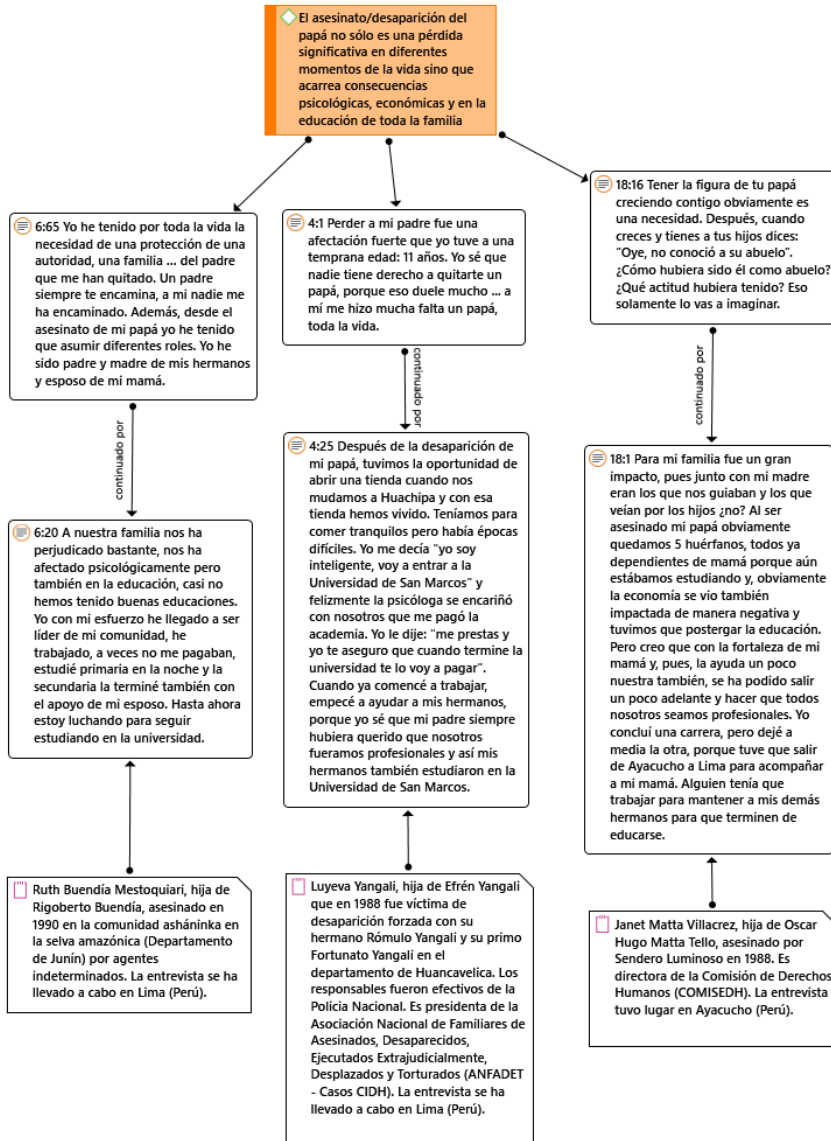 El asesinato/desaparición del
papá no sólo es una pérdida
significativa en diferentes
momentos de la vida sino que
acarrea consecuencias
psicológicas, económicas y en la
educación de toda la familia
6:65 Yo he tenido por toda la vida la
necesidad de una protección de una
autoridad, una familia ... del padre
que me han quitado. Un padre
siempre te encamina, a mi nadie me
ha encaminado. Además, desde el
asesinato de mi papá yo he tenido
que asumir diferentes roles. Yo he
sido padre y madre de mis hermanos
y esposo de mi mamá.
continuado por
6:20 A nuestra familia nos ha
perjudicado bastante, nos ha
afectado psicológicamente pero
también en la educación, casi no
hemos tenido buenas educaciones.
Yo con mi esfuerzo he llegado a ser
líder de mi comunidad, he
trabajado, a veces no me pagaban,
estudié primaria en la noche y la
secundaria la terminé también con
el apoyo de mi esposo. Hasta ahora
estoy luchando para seguir
estudiando en la universidad.
Ruth Buendía Mestoquiari, hija de
Rigoberto Buendía, asesinado en
1990 en la comunidad asháninka en
la selva amazónica (Departamento
de Junín) por agentes
indeterminados. La entrevista se ha
llevado a cabo en Lima (Perú).
4:1 Perder a mi padre fue una
afectación fuerte que yo tuve a una
temprana edad: 11 años. Yo sé que
nadie tiene derecho a quitarte un
papá, porque eso duele mucho ... a
mí me hizo mucha falta un papá,
toda la vida.
continuado por
4:25 Después de la desaparición de
mi papá, tuvimos la oportunidad de
abrir una tienda cuando nos
mudamos a Huachipa y con esa
tienda hemos vivido. Teníamos para
comer tranquilos pero había épocas
difíciles. Yo me decía "yo soy
inteligente, voy a entrar a la
Universidad de San Marcos" y
felizmente la psicóloga se encariñó
con nosotros que me pagó la
academia. Yo le dije: "me prestas y
yo te aseguro que cuando termine la
universidad te lo voy a pagar".
Cuando ya comencé a trabajar,
empecé a ayudar a mis hermanos,
porque yo sé que mi padre siempre
hubiera querido que nosotros
fueramos profesionales y así mis
hermanos también estudiaron en la
Universidad de San Marcos.
Luyeva Yangali, hija de Efrén Yangali
que en 1988 fue víctima de
desaparición forzada con su
hermano Rómulo Yangali y su primo
Fortunato Yangali en el
departamento de Huancavelica. Los
responsables fueron efectivos de la
Policia Nacional. Es presidenta de la
Asociación Nacional de Familiares de
Asesinados, Desaparecidos,
Ejecutados Extrajudicialmente,
Desplazados y Torturados (ANFADET
- Casos CIDH). La entrevista se ha
llevado a cabo en Lima (Perú).
18:16 Tener la figura de tu papá
creciendo contigo obviamente es
una necesidad. Después, cuando
creces y tienes a tus hijos dices:
"Oye, no conoció a su abuelo".
¿Cómo hubiera sido él como abuelo?
¿Qué actitud hubiera tenido? Eso
solamente lo vas a imaginar.
continuado por
18:1 Para mi familia fue un gran
impacto, pues junto con mi madre
eran los que nos guiaban y los que
veían por los hijos ¿no? Al ser
asesinado mi papá obviamente
quedamos 5 huérfanos, todos ya
dependientes de mamá porque aún
estábamos estudiando y, obviamente
la economía se vio también
impactada de manera negativa y
tuvimos que postergar la educación.
Pero creo que con la fortaleza de mi
mamá y, pues, la ayuda un poco
nuestra también, se ha podido salir
un poco adelante y hacer que todos
nosotros seamos profesionales. Yo
concluí una carrera, pero dejé a
media la otra, porque tuve que salir
de Ayacucho a Lima para acompañar
a mi mamá. Alguien tenía que
trabajar para mantener a mis demás
hermanos para que terminen de
educarse.
Janet Matta Villacrez, hija de Oscar
Hugo Matta Tello, asesinado por
Sendero Luminoso en 1988. Es
directora de la Comisión de Derechos
Humanos (COMISEDH). La entrevista
tuvo lugar en Ayacucho (Perú).